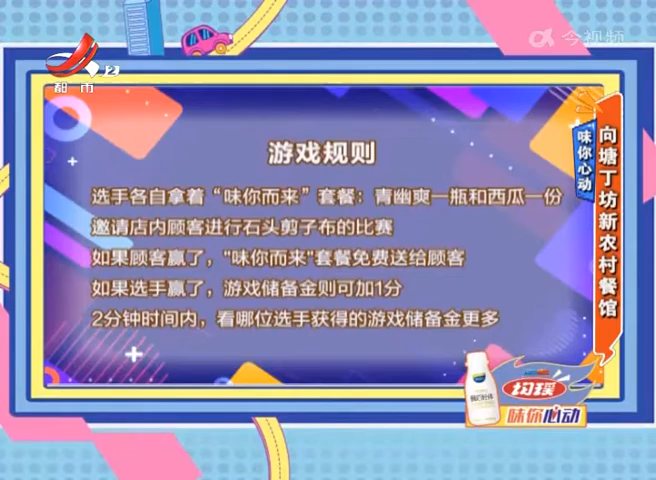 都市
2
今视频
游戏规则
选手各自拿着“味你而来”套餐：青幽爽一瓶和西瓜一份
邀请店内顾客进行石头剪子布的比赛
如果顾客赢了，"味你而来"套餐免费送给顾客
如果选手赢了，游戏储备金则可加1分
2分钟时间内，看哪位选手获得的游戏储备金更多
味你心动
向塘丁坊新农村餐馆
均瑶
味你心动